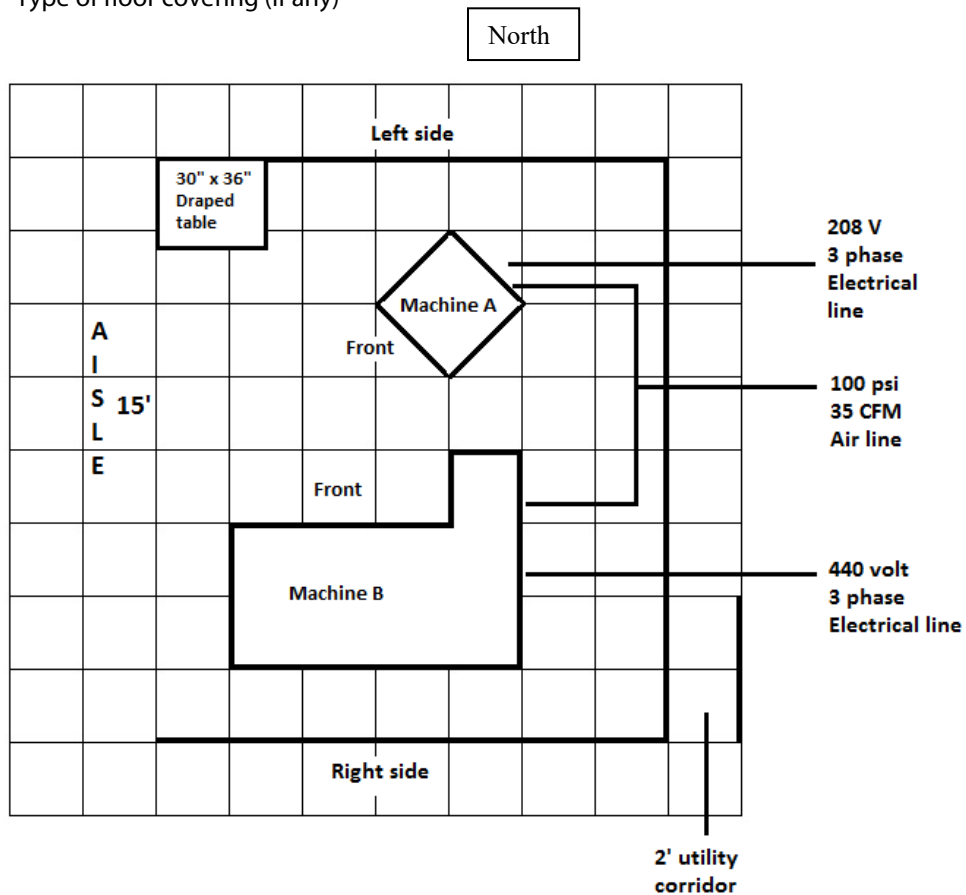 Type of floor covering (if any)
North
Left side
30" x 36"
Draped
table
208 V
3 phase
Electrical
line
Machine A
Front
A
I
S
L
E
15'
100 psi
35 CFM
Air line
Front
Machine B
440 volt
3 phase
Electrical line
Right side
2' utility
corridor